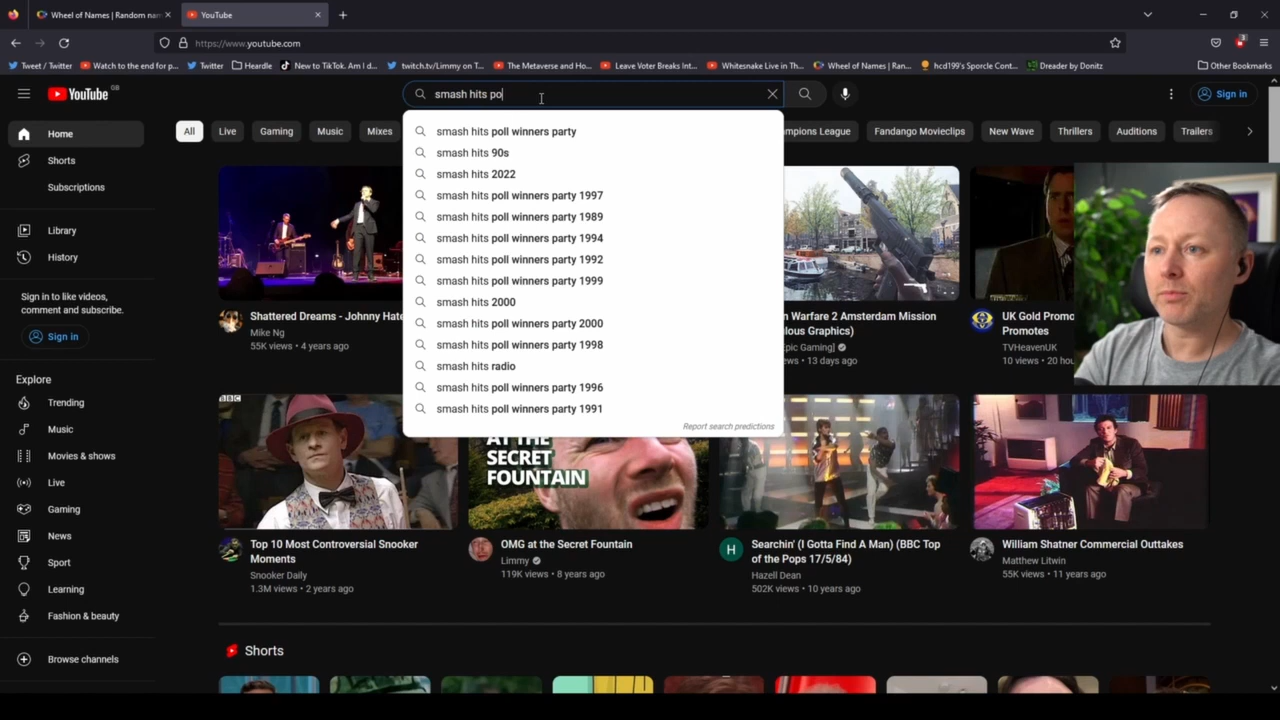 Wheel of Names | Random nam
YouTube
https://www.youtube.com
Tweet / Twitter
Watch to the end for p...
Twitter
Heardle
New to TikTok. Am I d...
twitch.tv/Limmy on T...
The Metaverse and Ho...
Leave Voter Breaks Int...
Whitesnake Live in Th...
Wheel of Names | Ran...
hcd199's Sporcle Cont...
Dreader by Donitz
Other Bookmarks
YouTube GB
smash hits po
Sign in
Home
Shorts
Subscriptions
Library
History
Sign in to like videos,
comment and subscribe.
Sign in
Explore
Trending
Music
Movies & shows
Live
Gaming
News
Sport
Learning
Fashion & beauty
Browse channels
All
Live
Gaming
Music
Mixes
mpions League
Fandango Movieclips
New Wave
Thrillers
Auditions
Trailers
smash hits poll winners party
smash hits 90s
smash hits 2022
smash hits poll winners party 1997
smash hits poll winners party 1989
smash hits poll winners party 1994
smash hits poll winners party 1992
smash hits poll winners party 1999
smash hits 2000
smash hits poll winners party 2000
smash hits poll winners party 1998
smash hits radio
smash hits poll winners party 1996
smash hits poll winners party 1991
Report search predictions
Shattered Dreams - Johnny Hate
Mike Ng
55K views • 4 years ago
Warfare 2 Amsterdam Mission
lous Graphics)
pic Gaming]
ws • 13 days ago
UK Gold Promo
Promotes
TVHeavenUK
10 views • 20 hou
BBC
AT THE
SECRET
FOUNTAIN
Top 10 Most Controversial Snooker
Moments
Snooker Daily
1.3M views • 2 years ago
OMG at the Secret Fountain
Limmy
119K views • 8 years ago
H
Searchin' (I Gotta Find A Man) (BBC Top
of the Pops 17/5/84)
Hazell Dean
502K views • 10 years ago
William Shatner Commercial Outtakes
Matthew Litwin
55K views • 11 years ago
Shorts